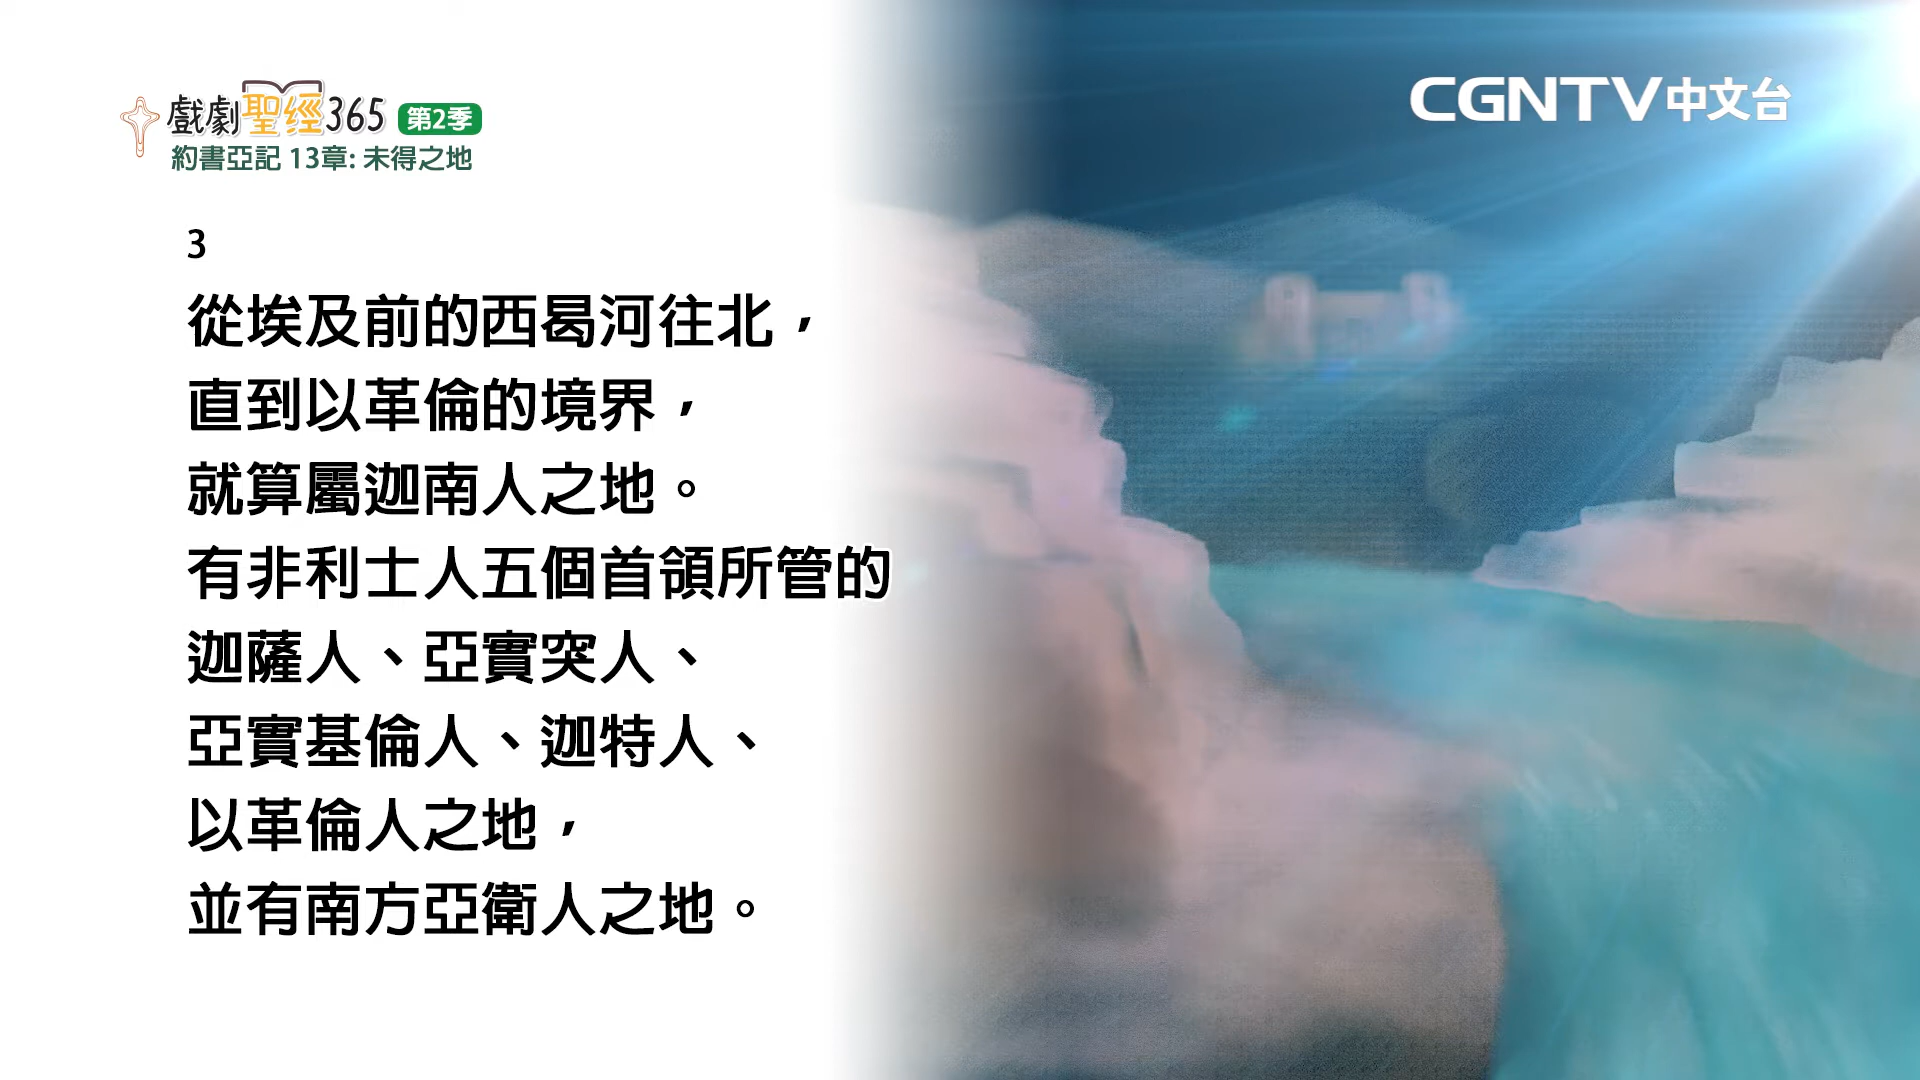 戲劇聖經365 第2季
約書亞記 13章: 未得之地
CGNTV中文台
3
從埃及前的西曷河往北，
直到以革倫的境界，
就算屬迦南人之地。
有非利士人五個首領所管的
迦薩人、亞實突人、
亞實基倫人、迦特人、
以革倫人之地，
並有南方亞衛人之地。